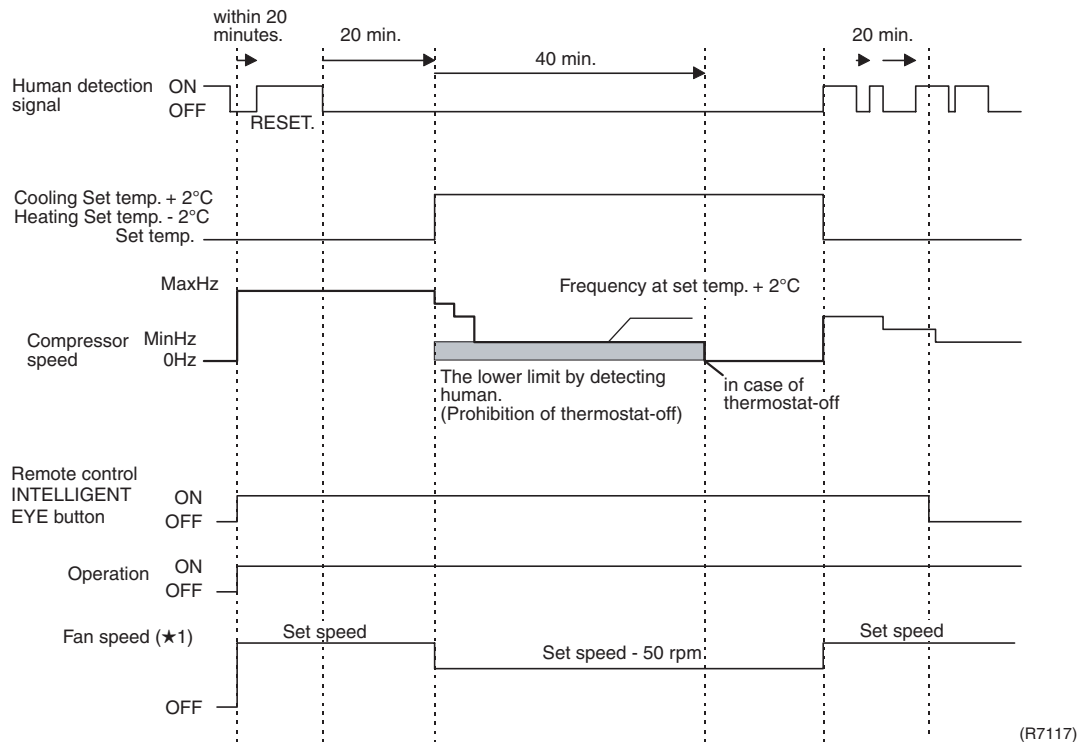 within 20
minutes.
20 min.
40 min.
20 min.
Human detection
signal
ON
OFF
RESET.
Cooling Set temp. + 2°C
Heating Set temp. - 2°C
Set temp.
MaxHz
Frequency at set temp. + 2°C
Compressor
speed
MinHz
0Hz
The lower limit by detecting
human.
(Prohibition of thermostat-off)
in case of
thermostat-off
Remote control
INTELLIGENT
EYE button
ON
OFF
Operation
ON
OFF
Fan speed (★1)
Set speed
Set speed - 50 rpm
Set speed
OFF
(R7117)